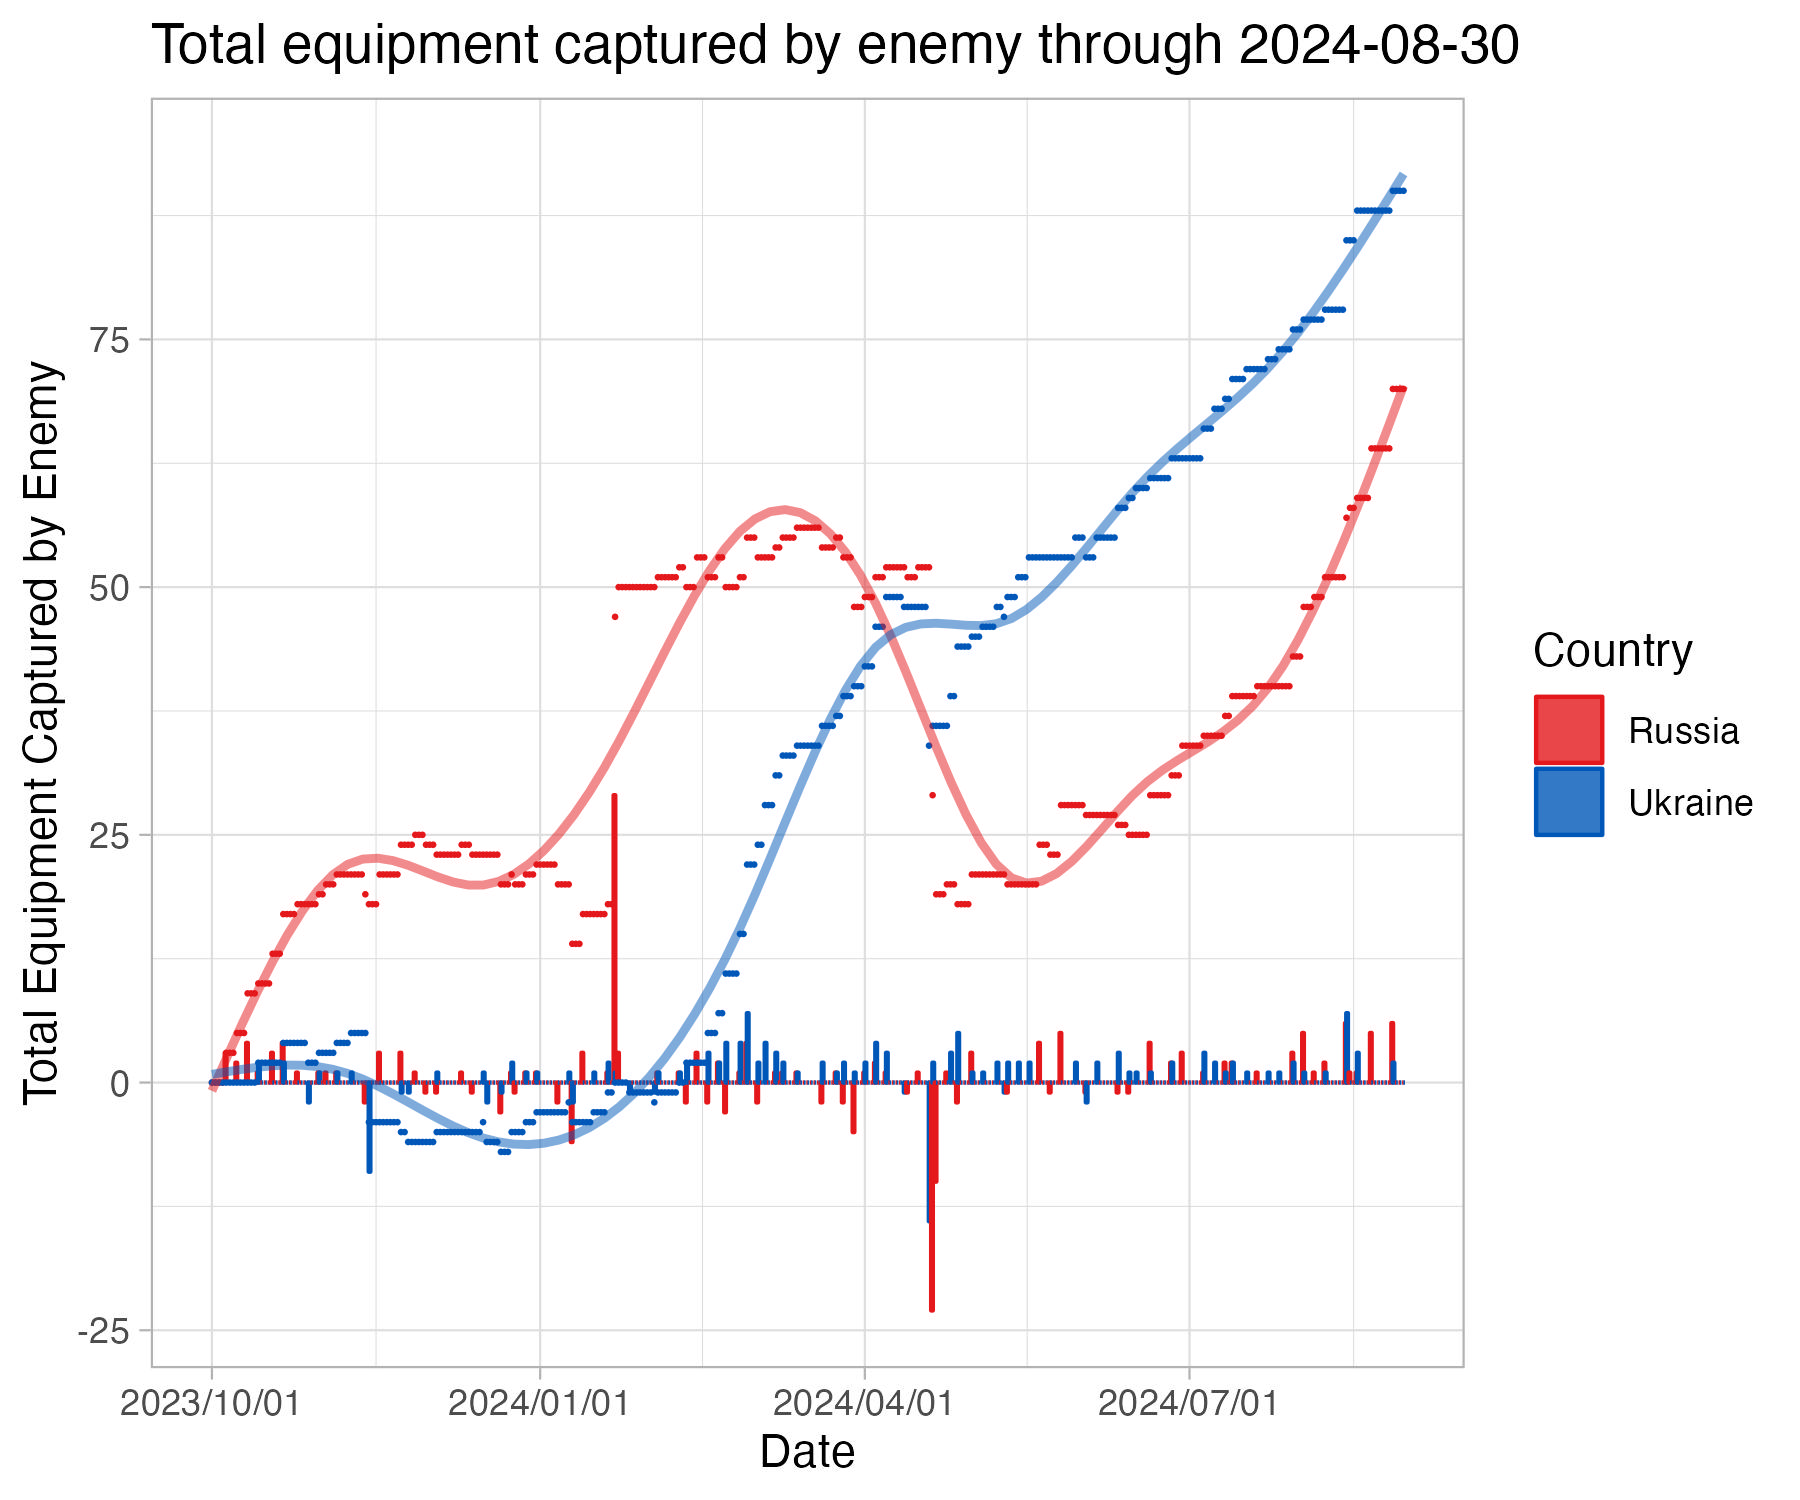 Total equipment captured by enemy through 2024-08-30
Total Equipment Captured by Enemy
75
50
25
0
-25
2023/10/01
2024/01/01
2024/04/01
2024/07/01
Date
Country
Russia
Ukraine